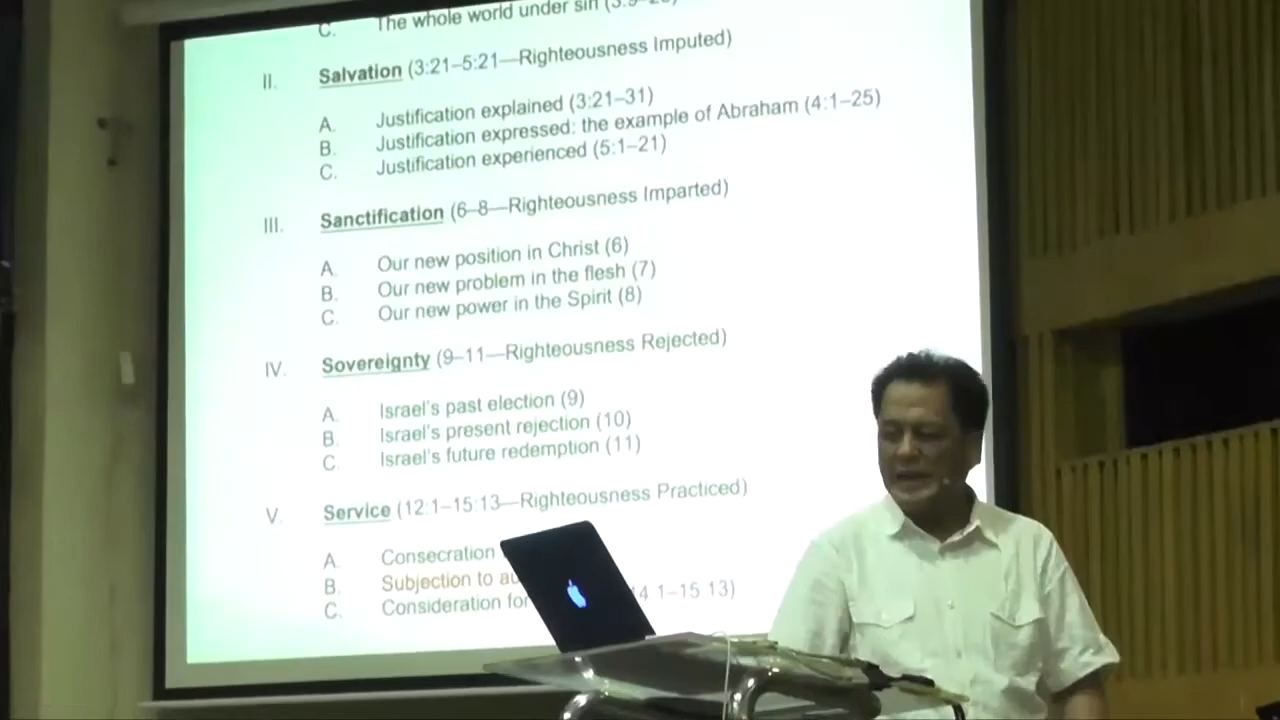 C. The whole world under sin
II. Salvation (3:21–5:21—Righteousness Imputed)
A. Justification explained (3:21–31)
B. Justification expressed: the example of Abraham (4:1–25)
C. Justification experienced (5:1–21)
III. Sanctification (6–8—Righteousness Imparted)
A. Our new position in Christ (6)
B. Our new problem in the flesh (7)
C. Our new power in the Spirit (8)
IV. Sovereignty (9–11—Righteousness Rejected)
A. Israel's past election (9)
B. Israel's present rejection (10)
C. Israel's future redemption (11)
V. Service (12:1–15:13—Righteousness Practiced)
A. Consecration
B. Subjection to
C. Consideration for 1–15 13)